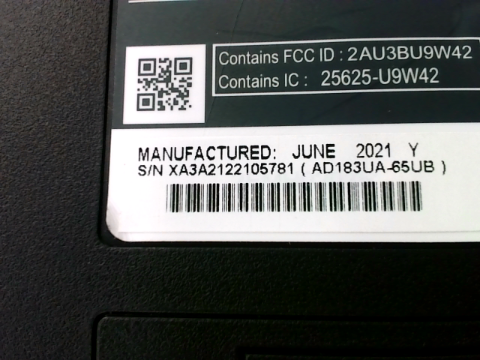 Contains FCC ID : 2AU3BU9W42
Contains IC : 25625-U9W42
MANUFACTURED: JUNE 2021 Y
S/N XA3A2122105781 ( AD183UA-65UB )